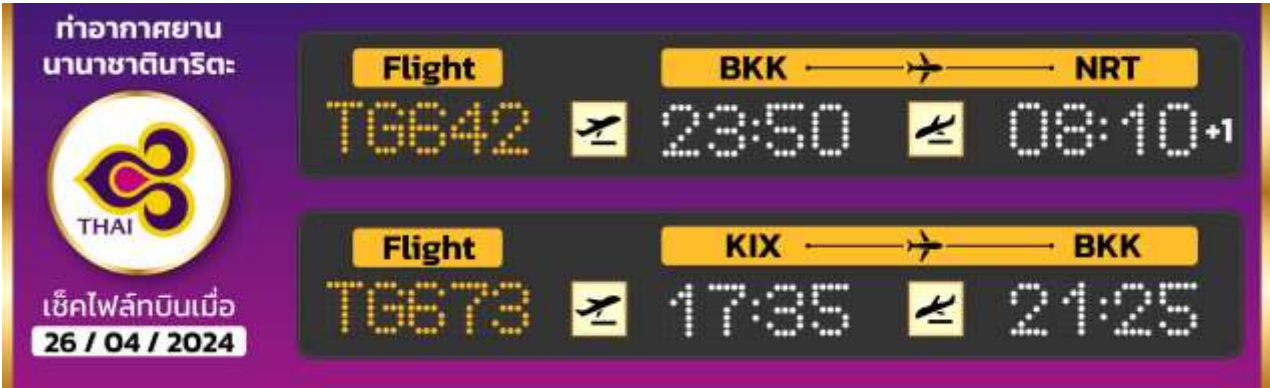 ท่าอากาศยาน
นานาชาตินาริตะ
THAI
เช็คไฟล์ทบินเมื่อ
26 / 04 / 2024
Flight
BKK NRT
TG642 23:50 08:10+1
Flight
KIX BKK
TG673 17:35 21:25